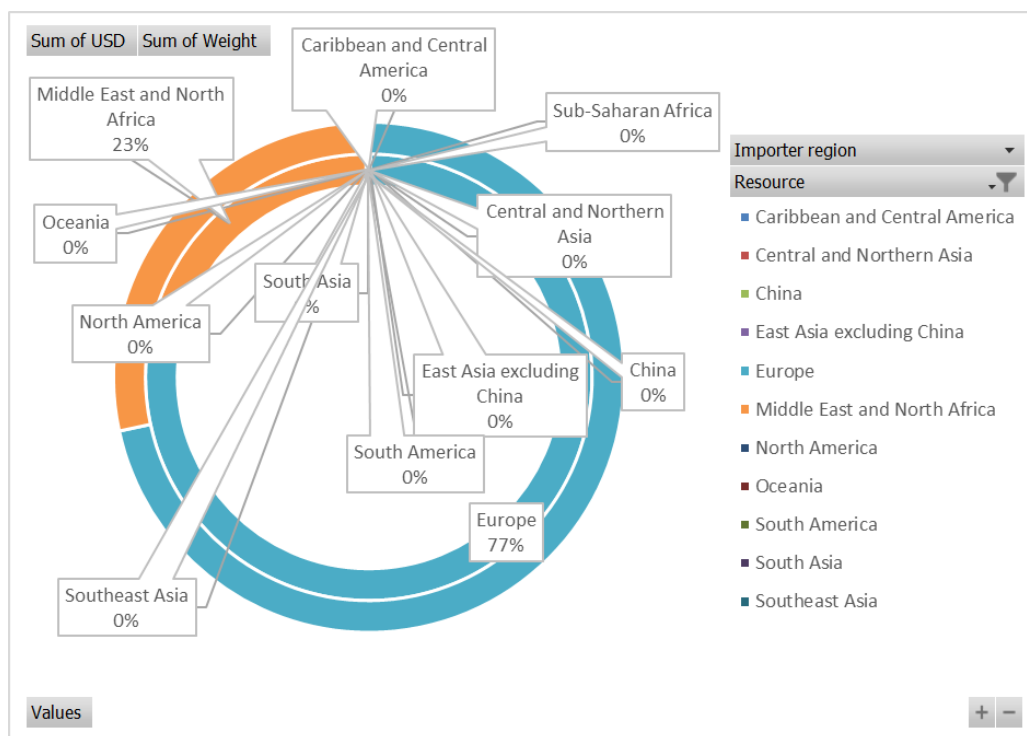 Sum of USD
Sum of Weight
Caribbean and Central
America
0%
Middle East and North
Africa
23%
Sub-Saharan Africa
0%
Oceania
0%
Central and Northern
Asia
0%
South Asia
%
North America
0%
East Asia excluding
China
0%
China
0%
South America
0%
Europe
77%
Southeast Asia
0%
Importer region
Resource
Caribbean and Central America
Central and Northern Asia
China
East Asia excluding China
Europe
Middle East and North Africa
North America
Oceania
South America
South Asia
Southeast Asia
Values
+ −